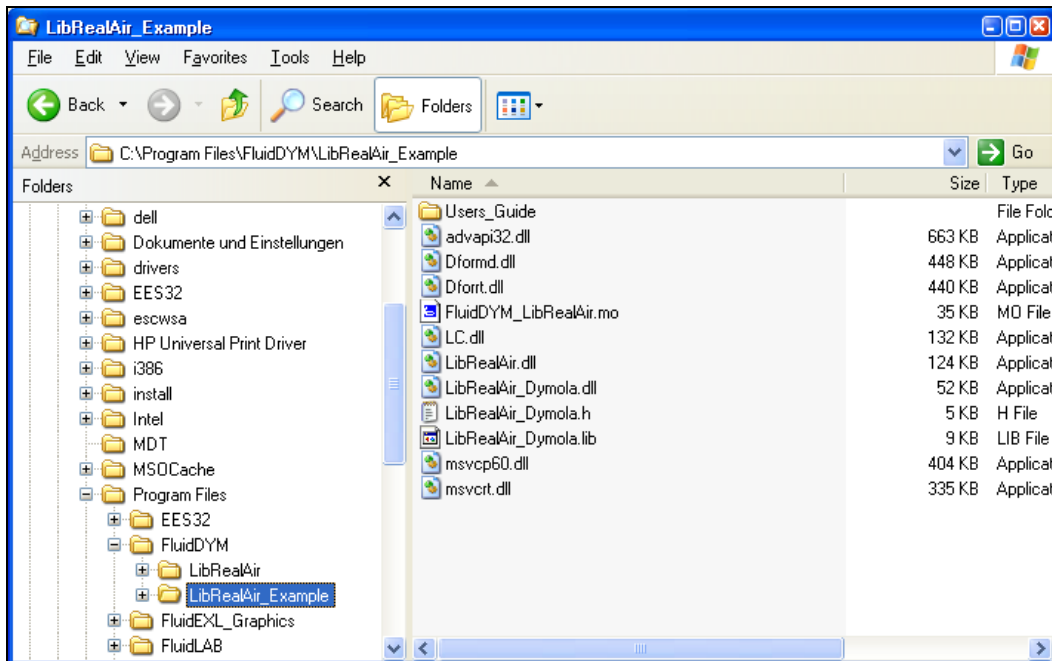 LibRealAir_Example
File Edit View Favorites Tools Help
Back Search Folders
Address C:\Program Files\FluidDYM\LibRealAir_Example Go
Folders
dell
Dokumente und Einstellungen
drivers
EES32
escwsa
HP Universal Print Driver
i386
install
Intel
MDT
MSOCache
Program Files
EES32
FluidDYM
LibRealAir
LibRealAir_Example
FluidEXL_Graphics
FluidLAB
Name Size Type
Users_Guide File Fold
advapi32.dll 663 KB Applicat
Dformd.dll 448 KB Applicat
Dforrt.dll 440 KB Applicat
FluidDYM_LibRealAir.mo 35 KB MO File
LC.dll 132 KB Applicat
LibRealAir.dll 124 KB Applicat
LibRealAir_Dymola.dll 52 KB Applicat
LibRealAir_Dymola.h 5 KB H File
LibRealAir_Dymola.lib 9 KB LIB File
msvcp60.dll 404 KB Applicat
msvcrt.dll 335 KB Applicat